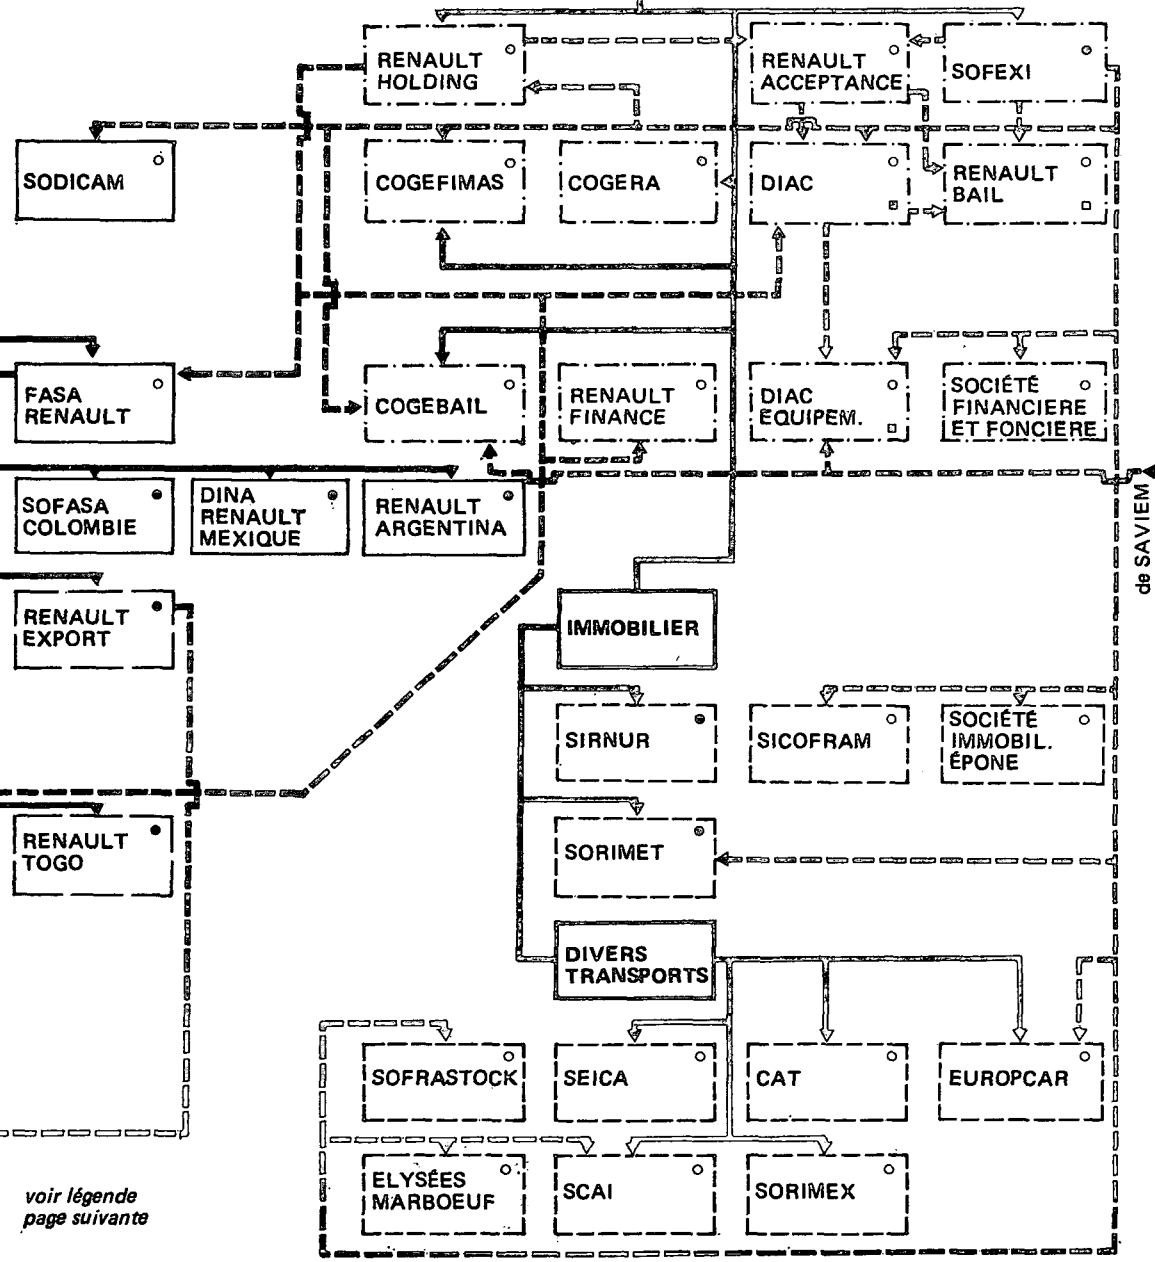 RENAULT
HOLDING
RENAULT
ACCEPTANCE
SOFEXI
SODICAM
COGEFIMAS
COGERA
DIAC
RENAULT
BAIL
FASA
RENAULT
COGEBAIL
RENAULT
FINANCE
DIAC
EQUIPEM.
SOCIÉTÉ
FINANCIERE
ET FONCIERE
SOFASA
COLOMBIE
DINA
RENAULT
MEXIQUE
RENAULT
ARGENTINA
de SAVIEM
RENAULT
EXPORT
IMMOBILIER
SIRNUR
SICOFRAM
SOCIÉTÉ
IMMOBIL.
ÉPONE
RENAULT
TOGO
SORIMET
DIVERS
TRANSPORTS
SOFRASTOCK
SEICA
CAT
EUROPCAR
ELYSÉES
MARBOEUF
SCAI
SORIMEX
voir légende
page suivante